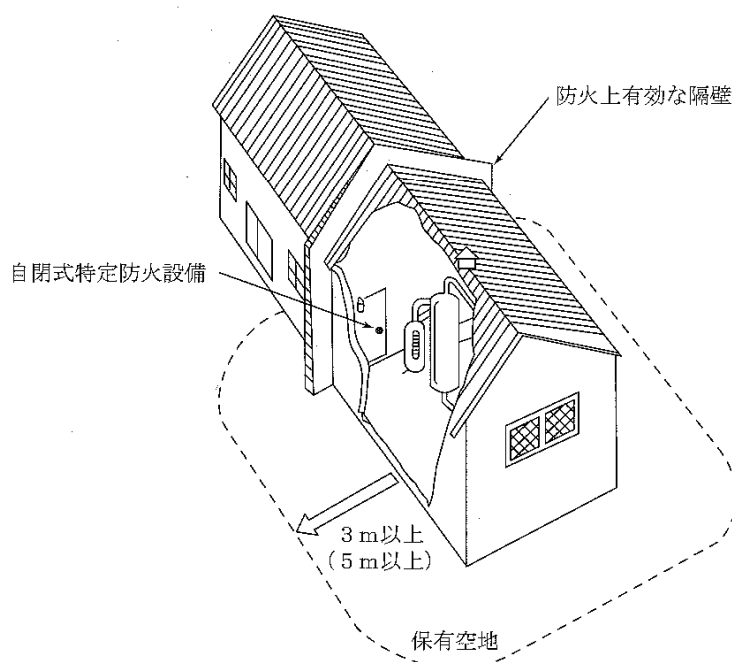 防火上有効な隔壁
自閉式特定防火設備
3m以上
(5m以上)
保有空地